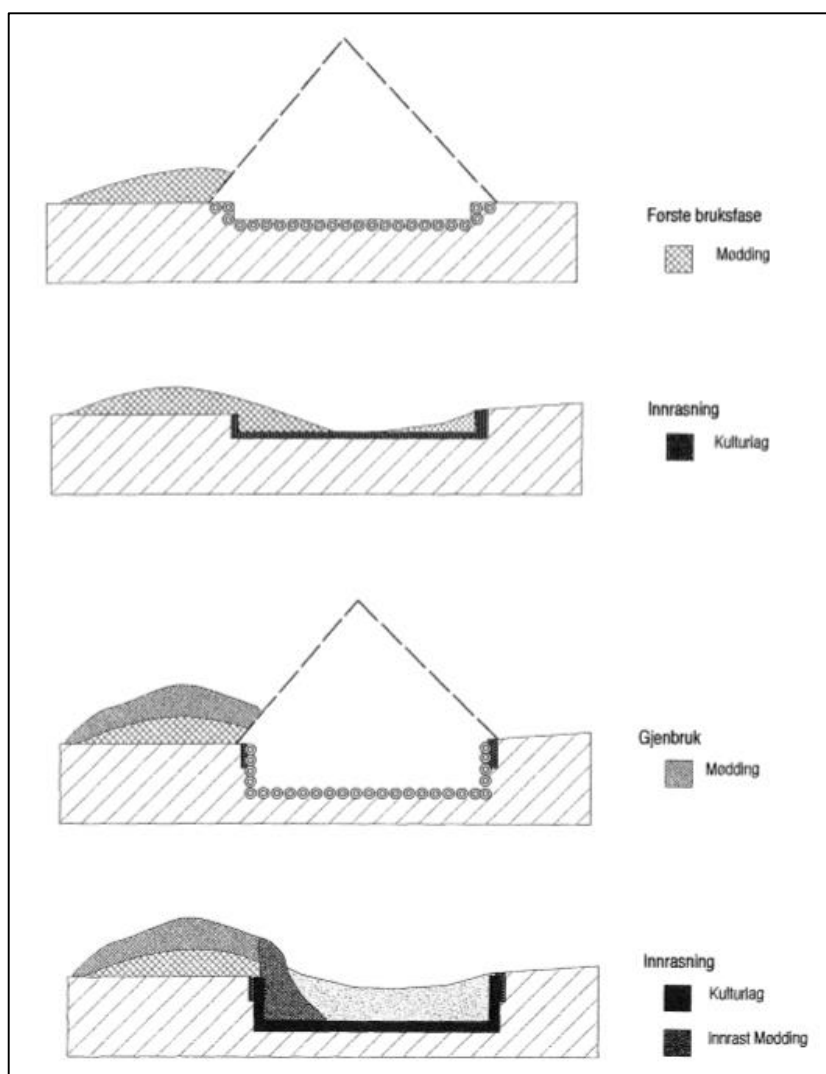 Første bruksfase
Mødding
Innrasning
Kulturlag
Gjenbruk
Mødding
Innrasning
Kulturlag
Innrast Mødding